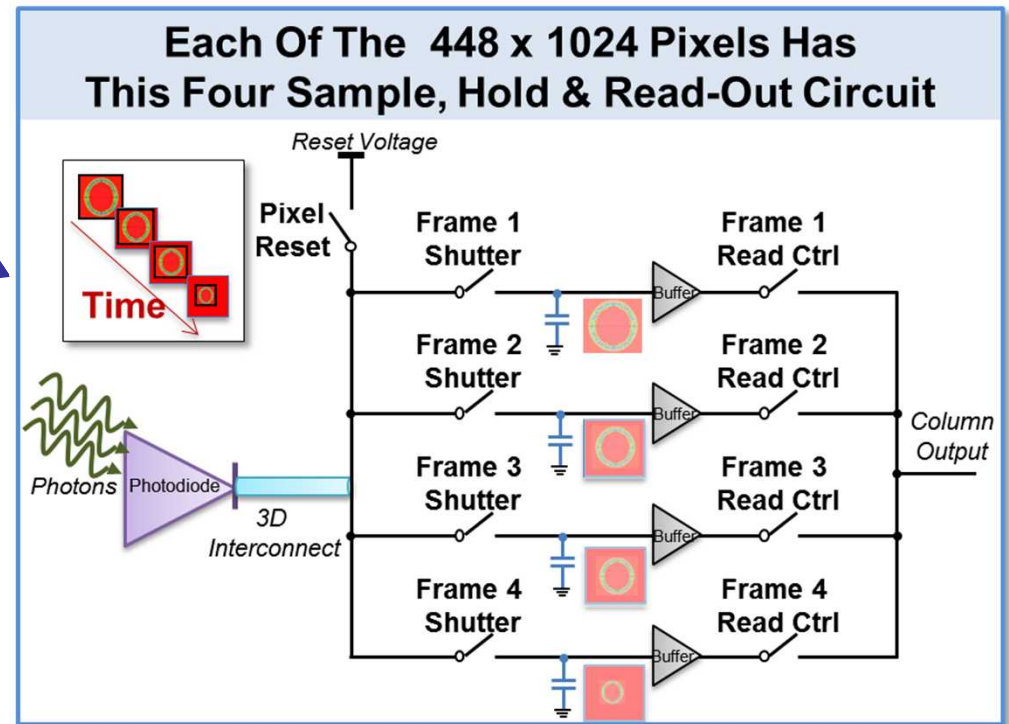 Each Of The 448 x 1024 Pixels Has
This Four Sample, Hold & Read-Out Circuit
Reset Voltage
Time
Pixel
Reset
Frame 1
Shutter
Buffer
Frame 1
Read Ctrl
Frame 2
Shutter
Buffer
Frame 2
Read Ctrl
Photons
Photodiode
3D
Interconnect
Frame 3
Shutter
Buffer
Frame 3
Read Ctrl
Column
Output
Frame 4
Shutter
Buffer
Frame 4
Read Ctrl